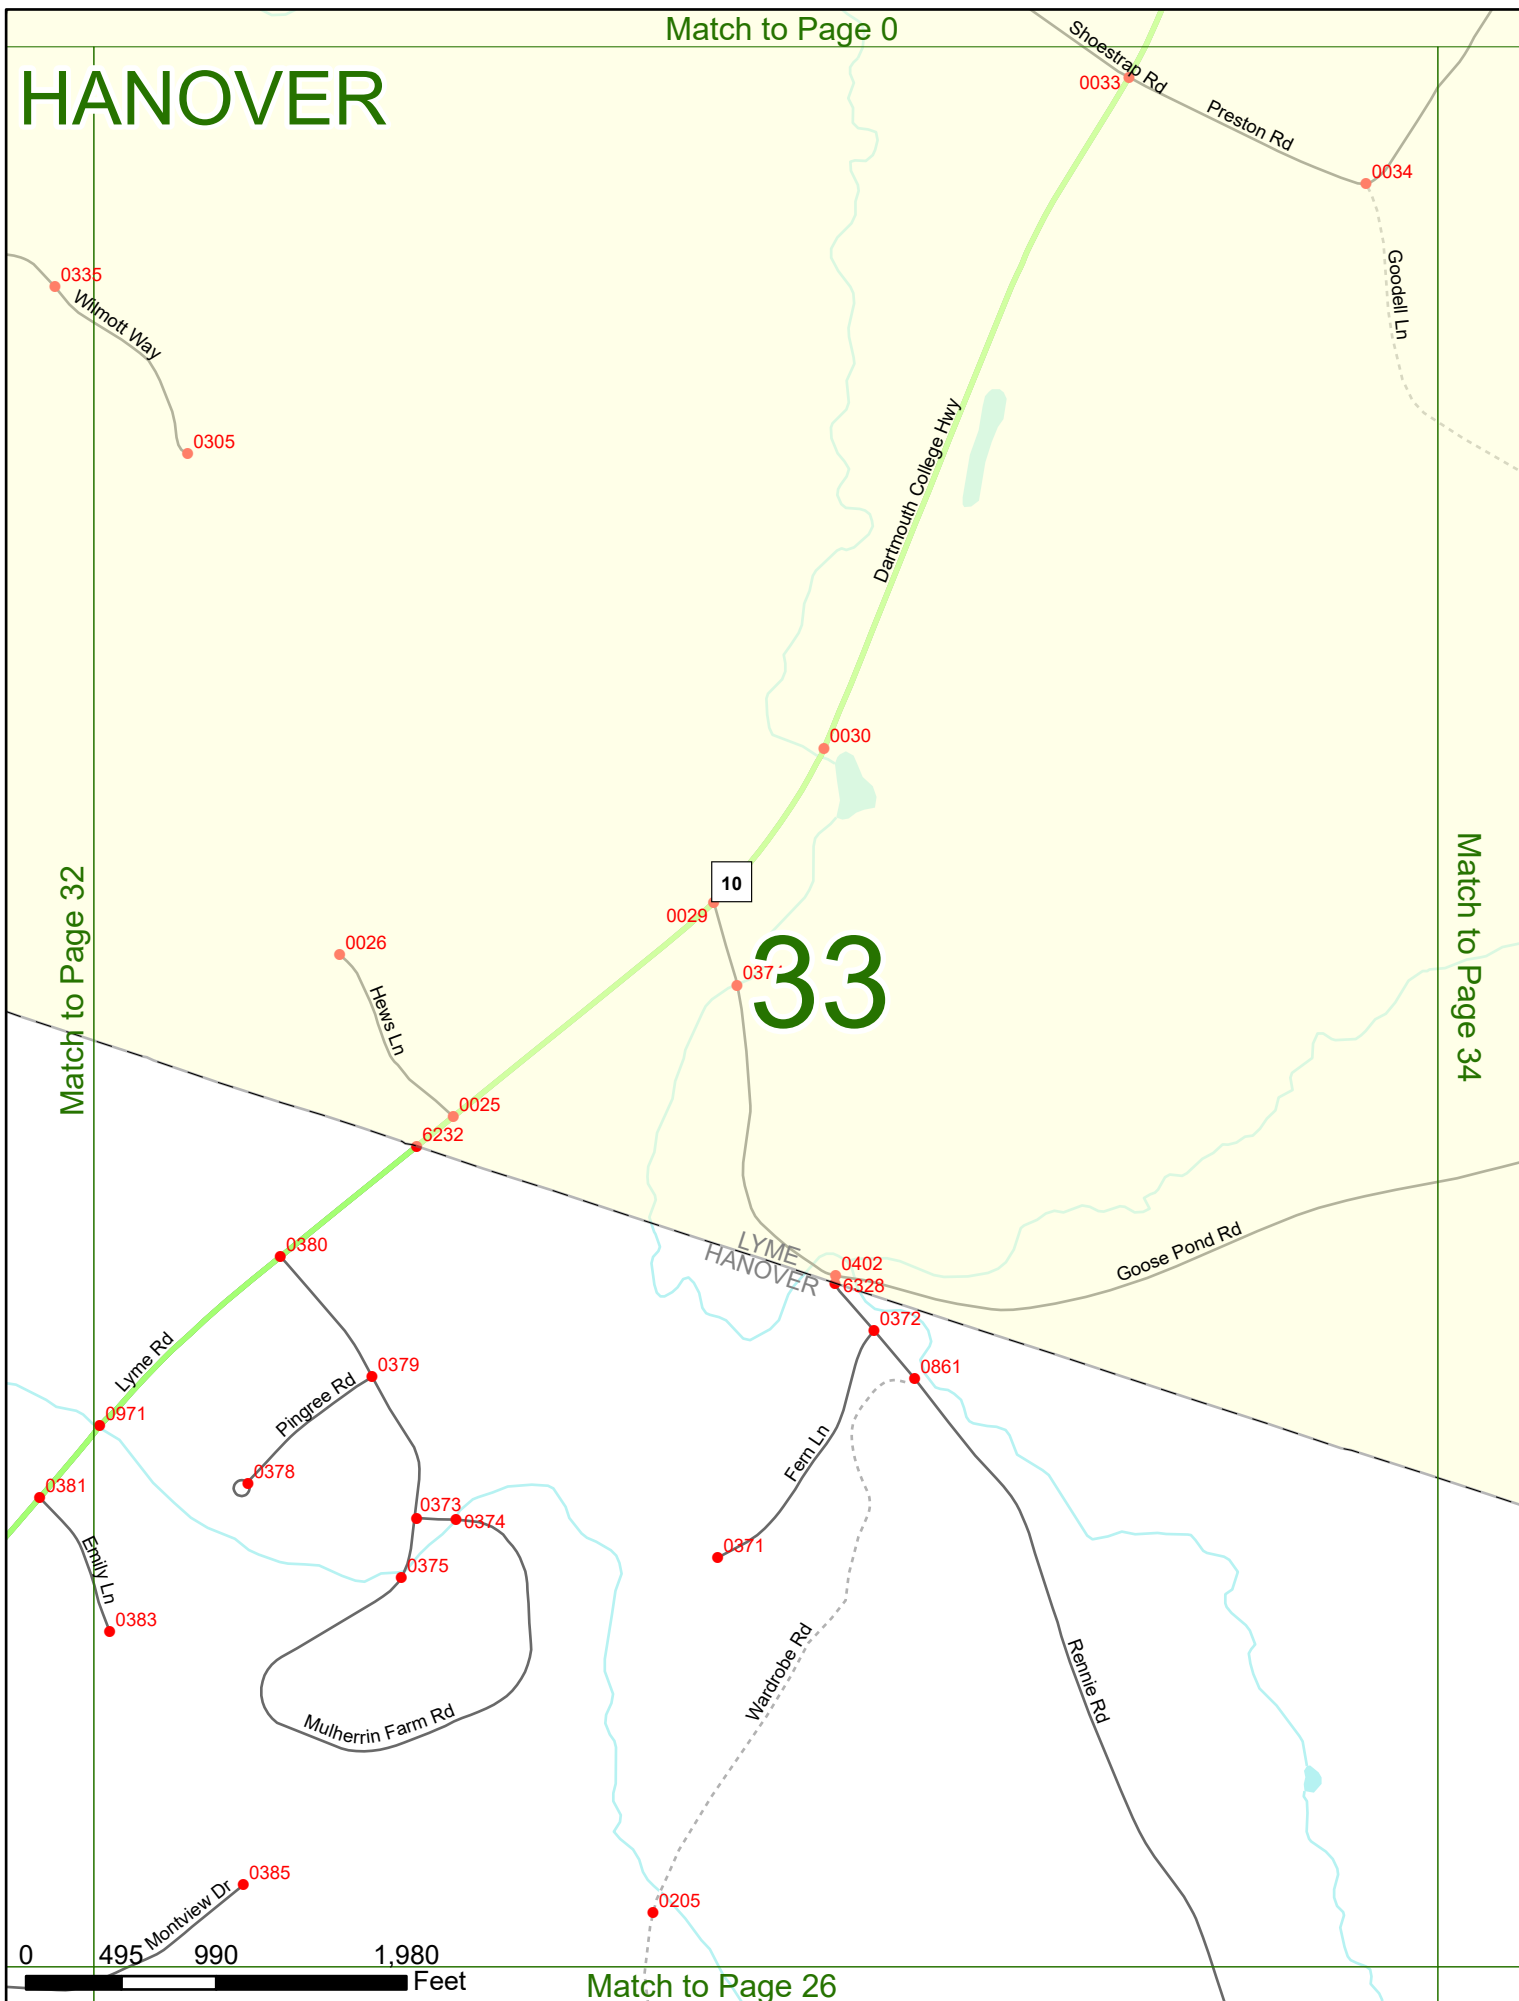 Match to Page 0
HANOVER
Shoestrap Rd
0033
Preston Rd
0034
0335
Wilmott Way
Goodell Ln
0305
Dartmouth College Hwy
0030
10
0029
33
Match to Page 32
Match to Page 34
0026
Hews Ln
0025
6232
0380
LYME
HANOVER
Goose Pond Rd
0402
6328
0372
Lyme Rd
0379
0861
Pingree Rd
0971
Fern Ln
0378
0381
0373
0374
Emily Ln
0371
0375
0383
Wardrobe Rd
Rennie Rd
Mulherrin Farm Rd
0385
Montview Dr
0205
0 495 990 1,980
Feet
Match to Page 26